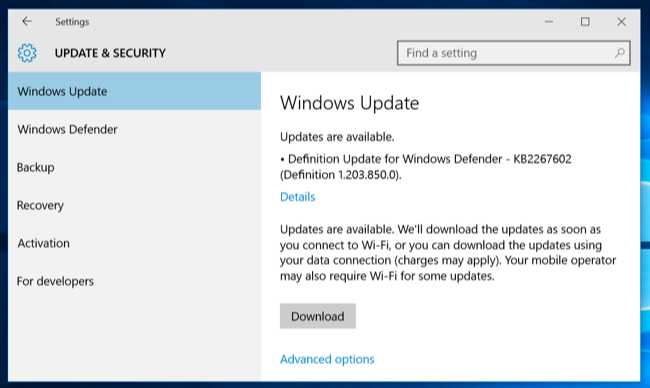 Settings
UPDATE & SECURITY
Find a setting
Windows Update
Windows Defender
Backup
Recovery
Activation
For developers
Windows Update
Updates are available.
• Definition Update for Windows Defender - KB2267602
(Definition 1.203.850.0).
Details
Updates are available. We'll download the updates as soon as
you connect to Wi-Fi, or you can download the updates using
your data connection (charges may apply). Your mobile operator
may also require Wi-Fi for some updates.
Download
Advanced options